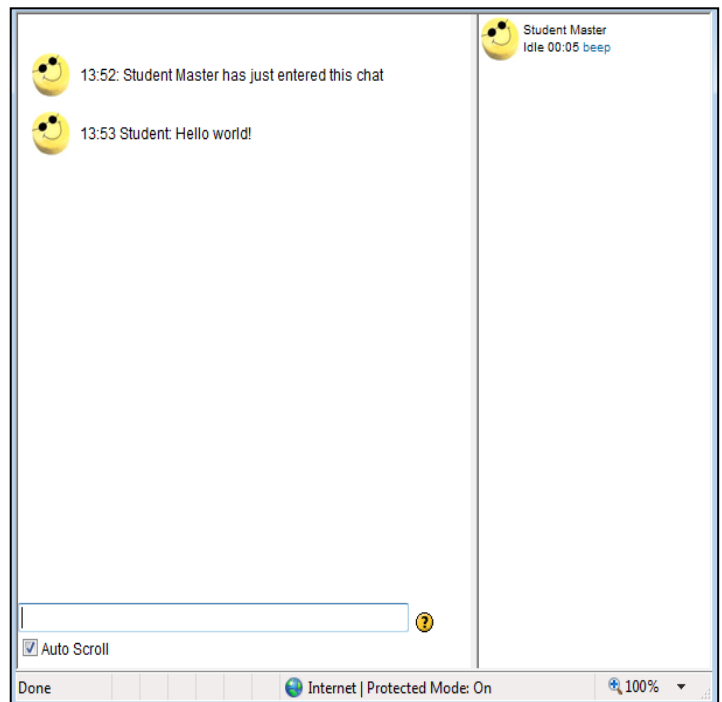 13:52: Student Master has just entered this chat
13:53 Student: Hello world!
Student Master
Idle 00:05 beep
?
Auto Scroll
Done
Internet | Protected Mode: On
100%